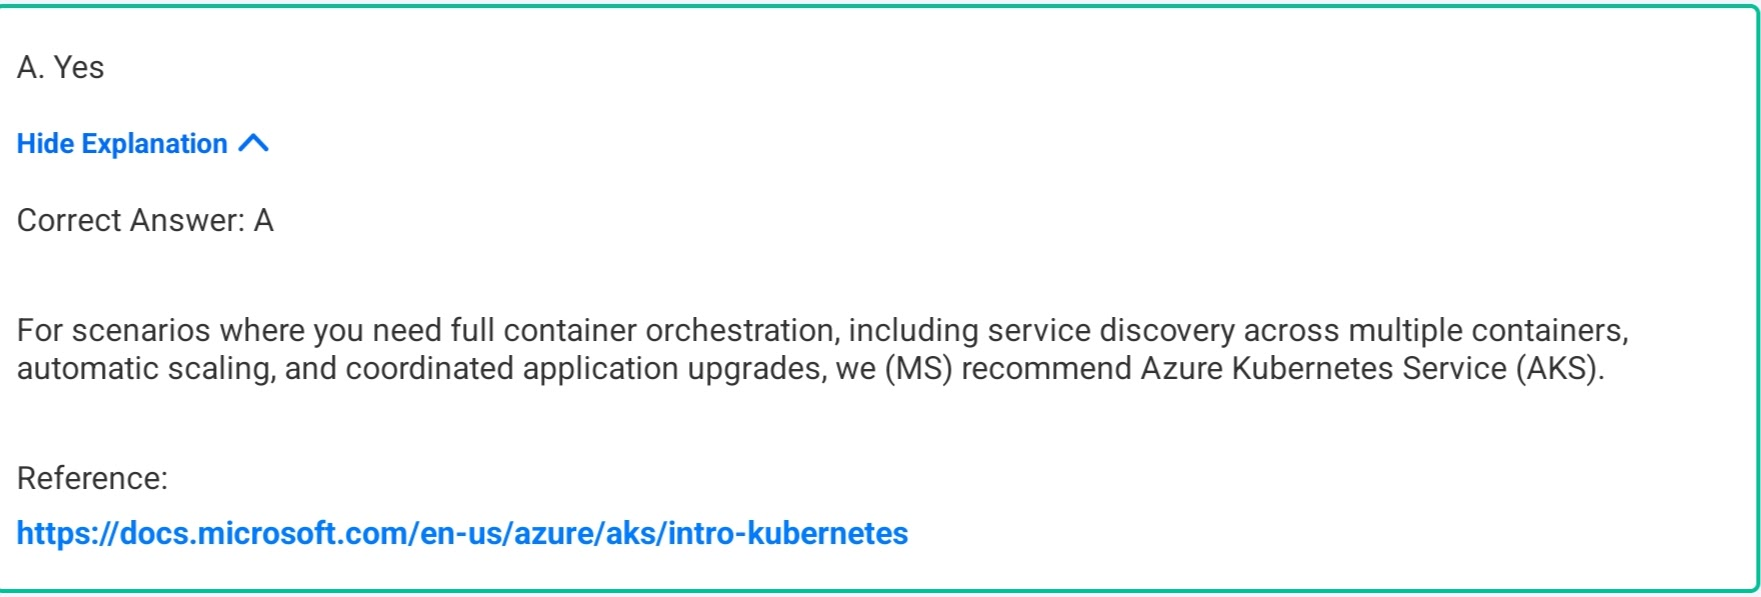 A. Yes
Hide Explanation
Correct Answer: A
For scenarios where you need full container orchestration, including service discovery across multiple containers,
automatic scaling, and coordinated application upgrades, we (MS) recommend Azure Kubernetes Service (AKS).
Reference:
https://docs.microsoft.com/en-us/azure/aks/intro-kubernetes